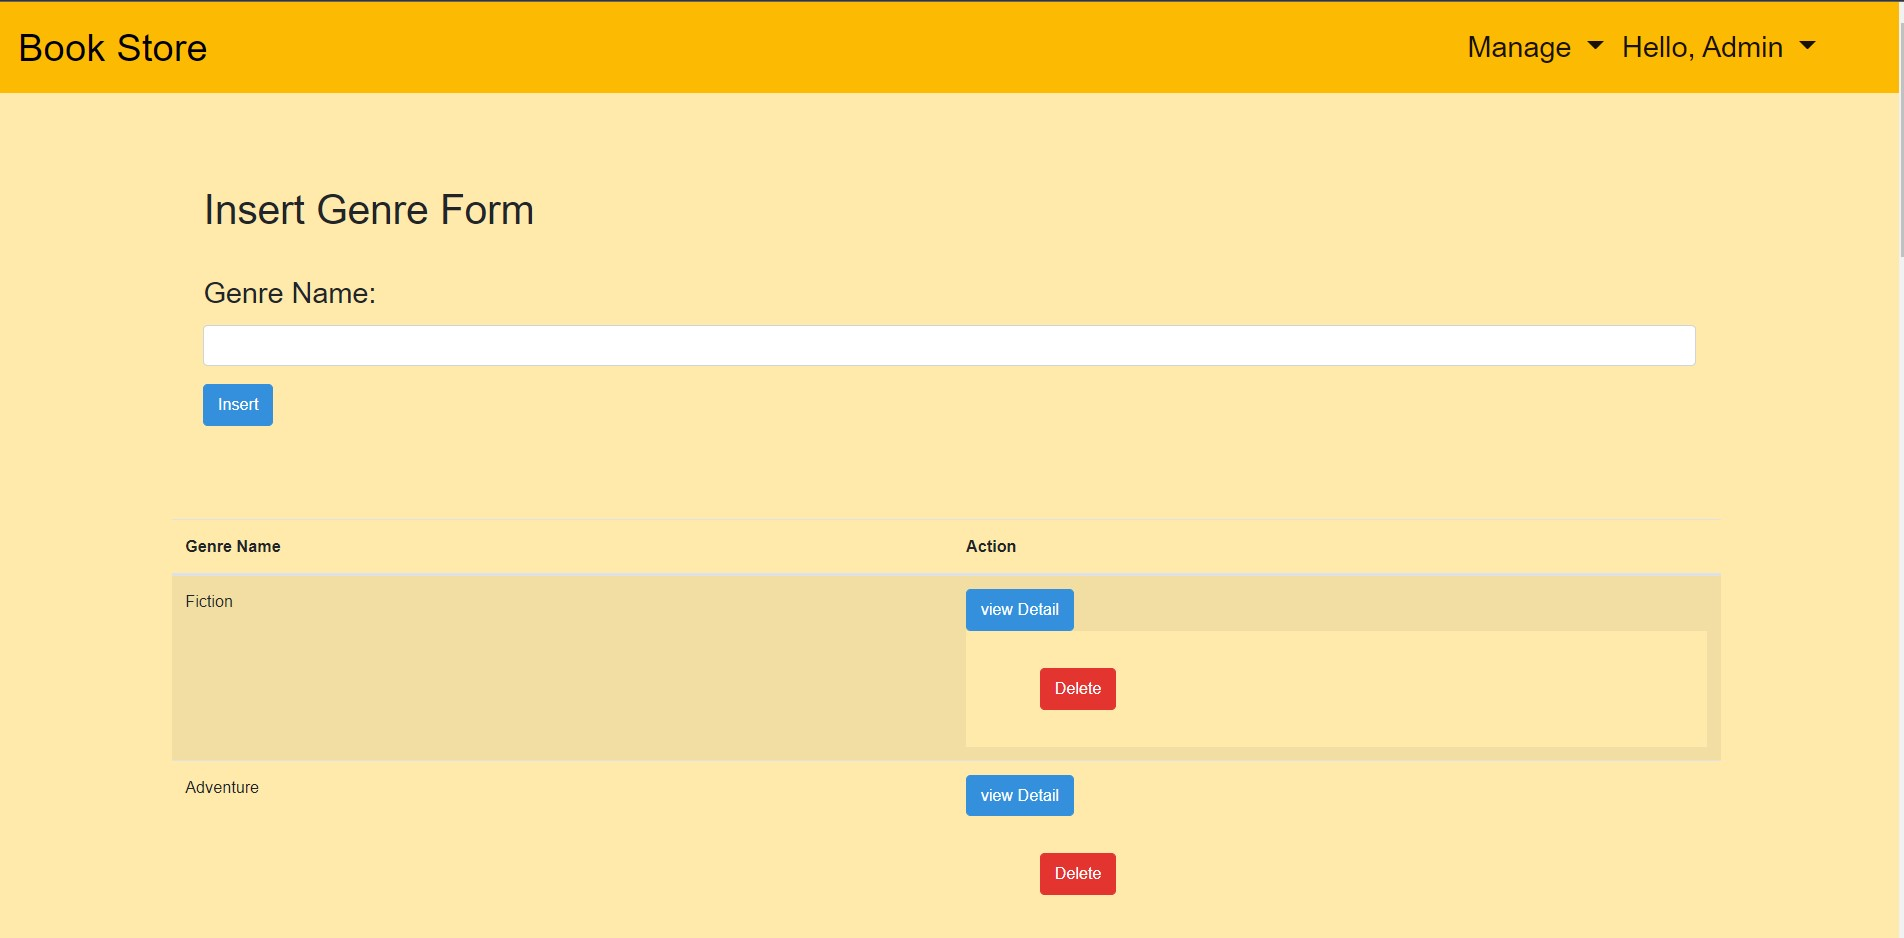 Book Store Manage Hello, Admin
Insert Genre Form
Genre Name:
Insert
Genre Name Action
Fiction view Detail
Delete
Adventure view Detail
Delete